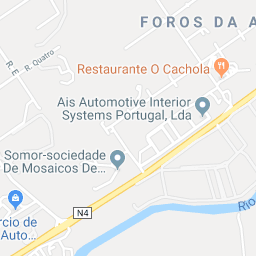 FOROS DA A
R. Quatro
R E
Restaurante O Cachola
Ais Automotive Interior
Systems Portugal, Lda
Somor-sociedade
De Mosaicos De...
N4
rcio de
Auto...
Rio